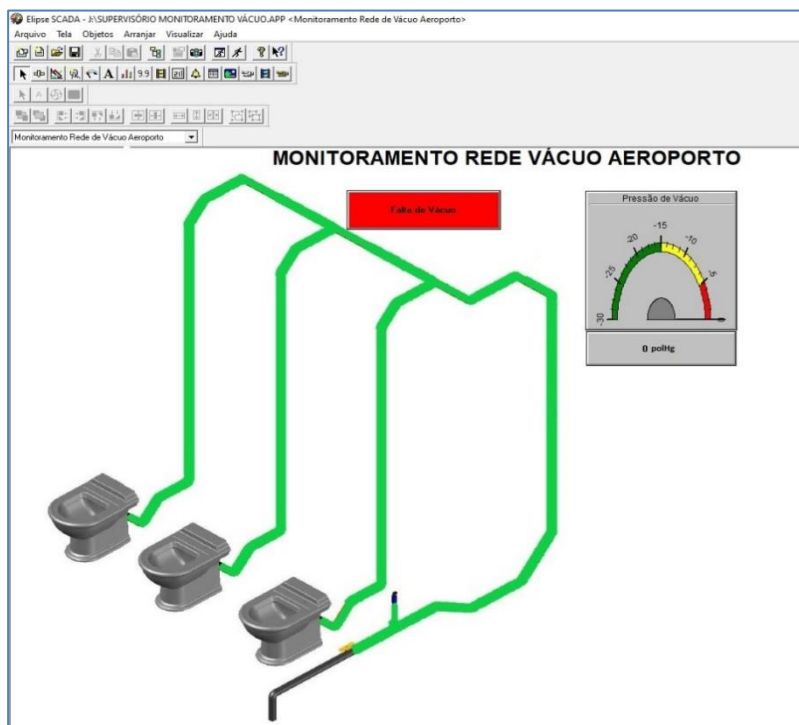 Elipse SCADA - J:\SUPERVISÓRIO MONITORAMENTO VÁCUO.APP <Monitoramento Rede de Vácuo Aeroporto>
Arquivo Tela Objetos Arranjar Visualizar Ajuda
Monitoramento Rede de Vácuo Aeroporto
MONITORAMENTO REDE VÁCUO AEROPORTO
Falta de Vácuo
Pressão de Vácuo
-30 -25 -20 -15 -10 -5
0 polHg